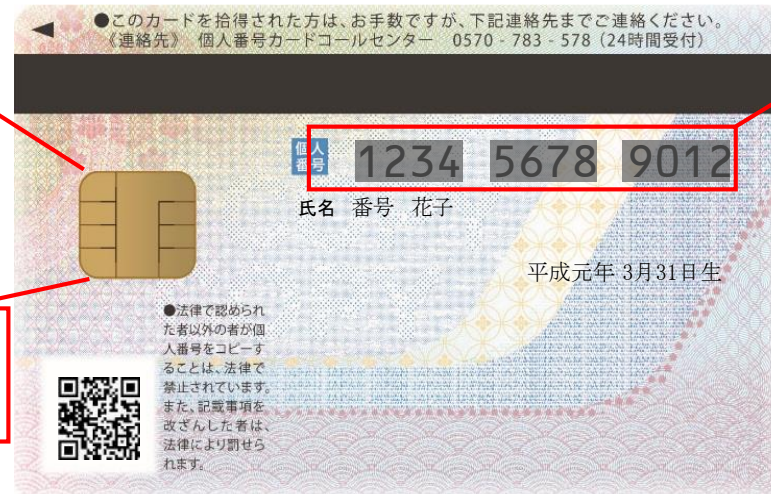 ●このカードを拾得された方は、お手数ですが、下記連絡先までご連絡ください。
《連絡先》 個人番号カードコールセンター 0570 - 783 - 578（24時間受付）
個人番号 1234 5678 9012
氏名 番号 花子
平成元年 3月31日生
●法律で認められ
た者以外の者が個
人番号をコピーす
ることは、法律で
禁止されています。
また、記載事項を
改ざんした者は、
法律により罰せら
れます。